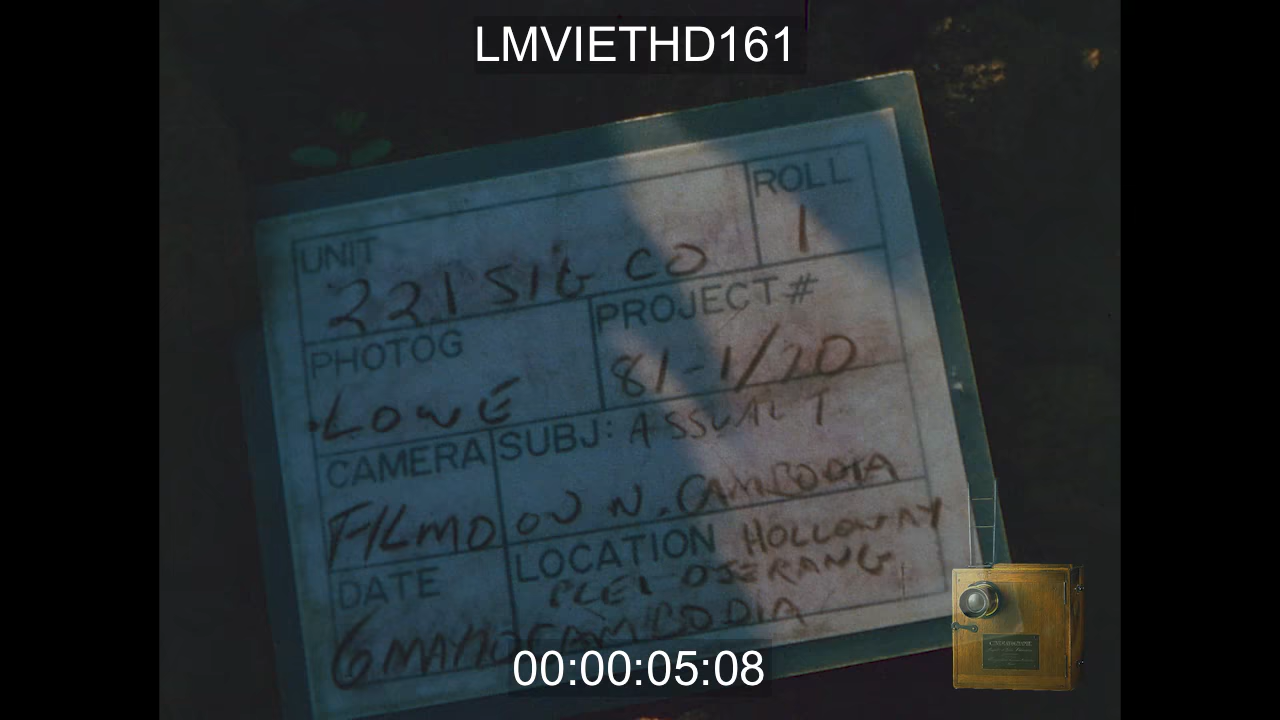 LMVIETHD161
ROLL
1
UNIT
221 SIG CO
PROJECT #
81-1/70
PHOTOG
LOWE
SUBJ: ASSUALT
ON N. CAMBODIA
CAMERA
FILMO
LOCATION HOLLOWAY
PLEI DJERANG
CAMBODIA
DATE
6 MAY 70
00:00:05:08